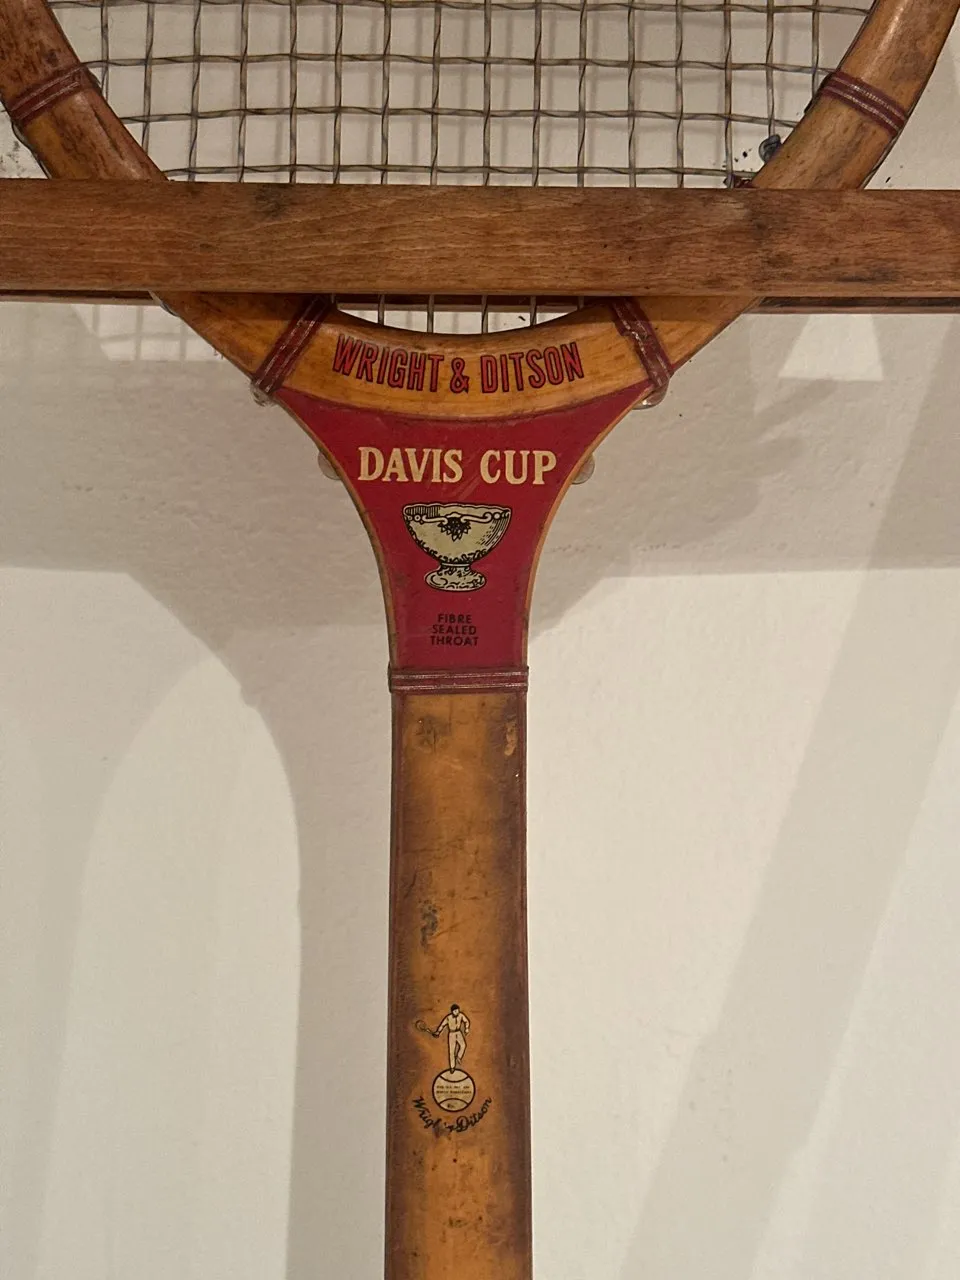 WRIGHT & DITSON
DAVIS CUP
FIBRE
SEALED
THROAT
Wright & Ditson